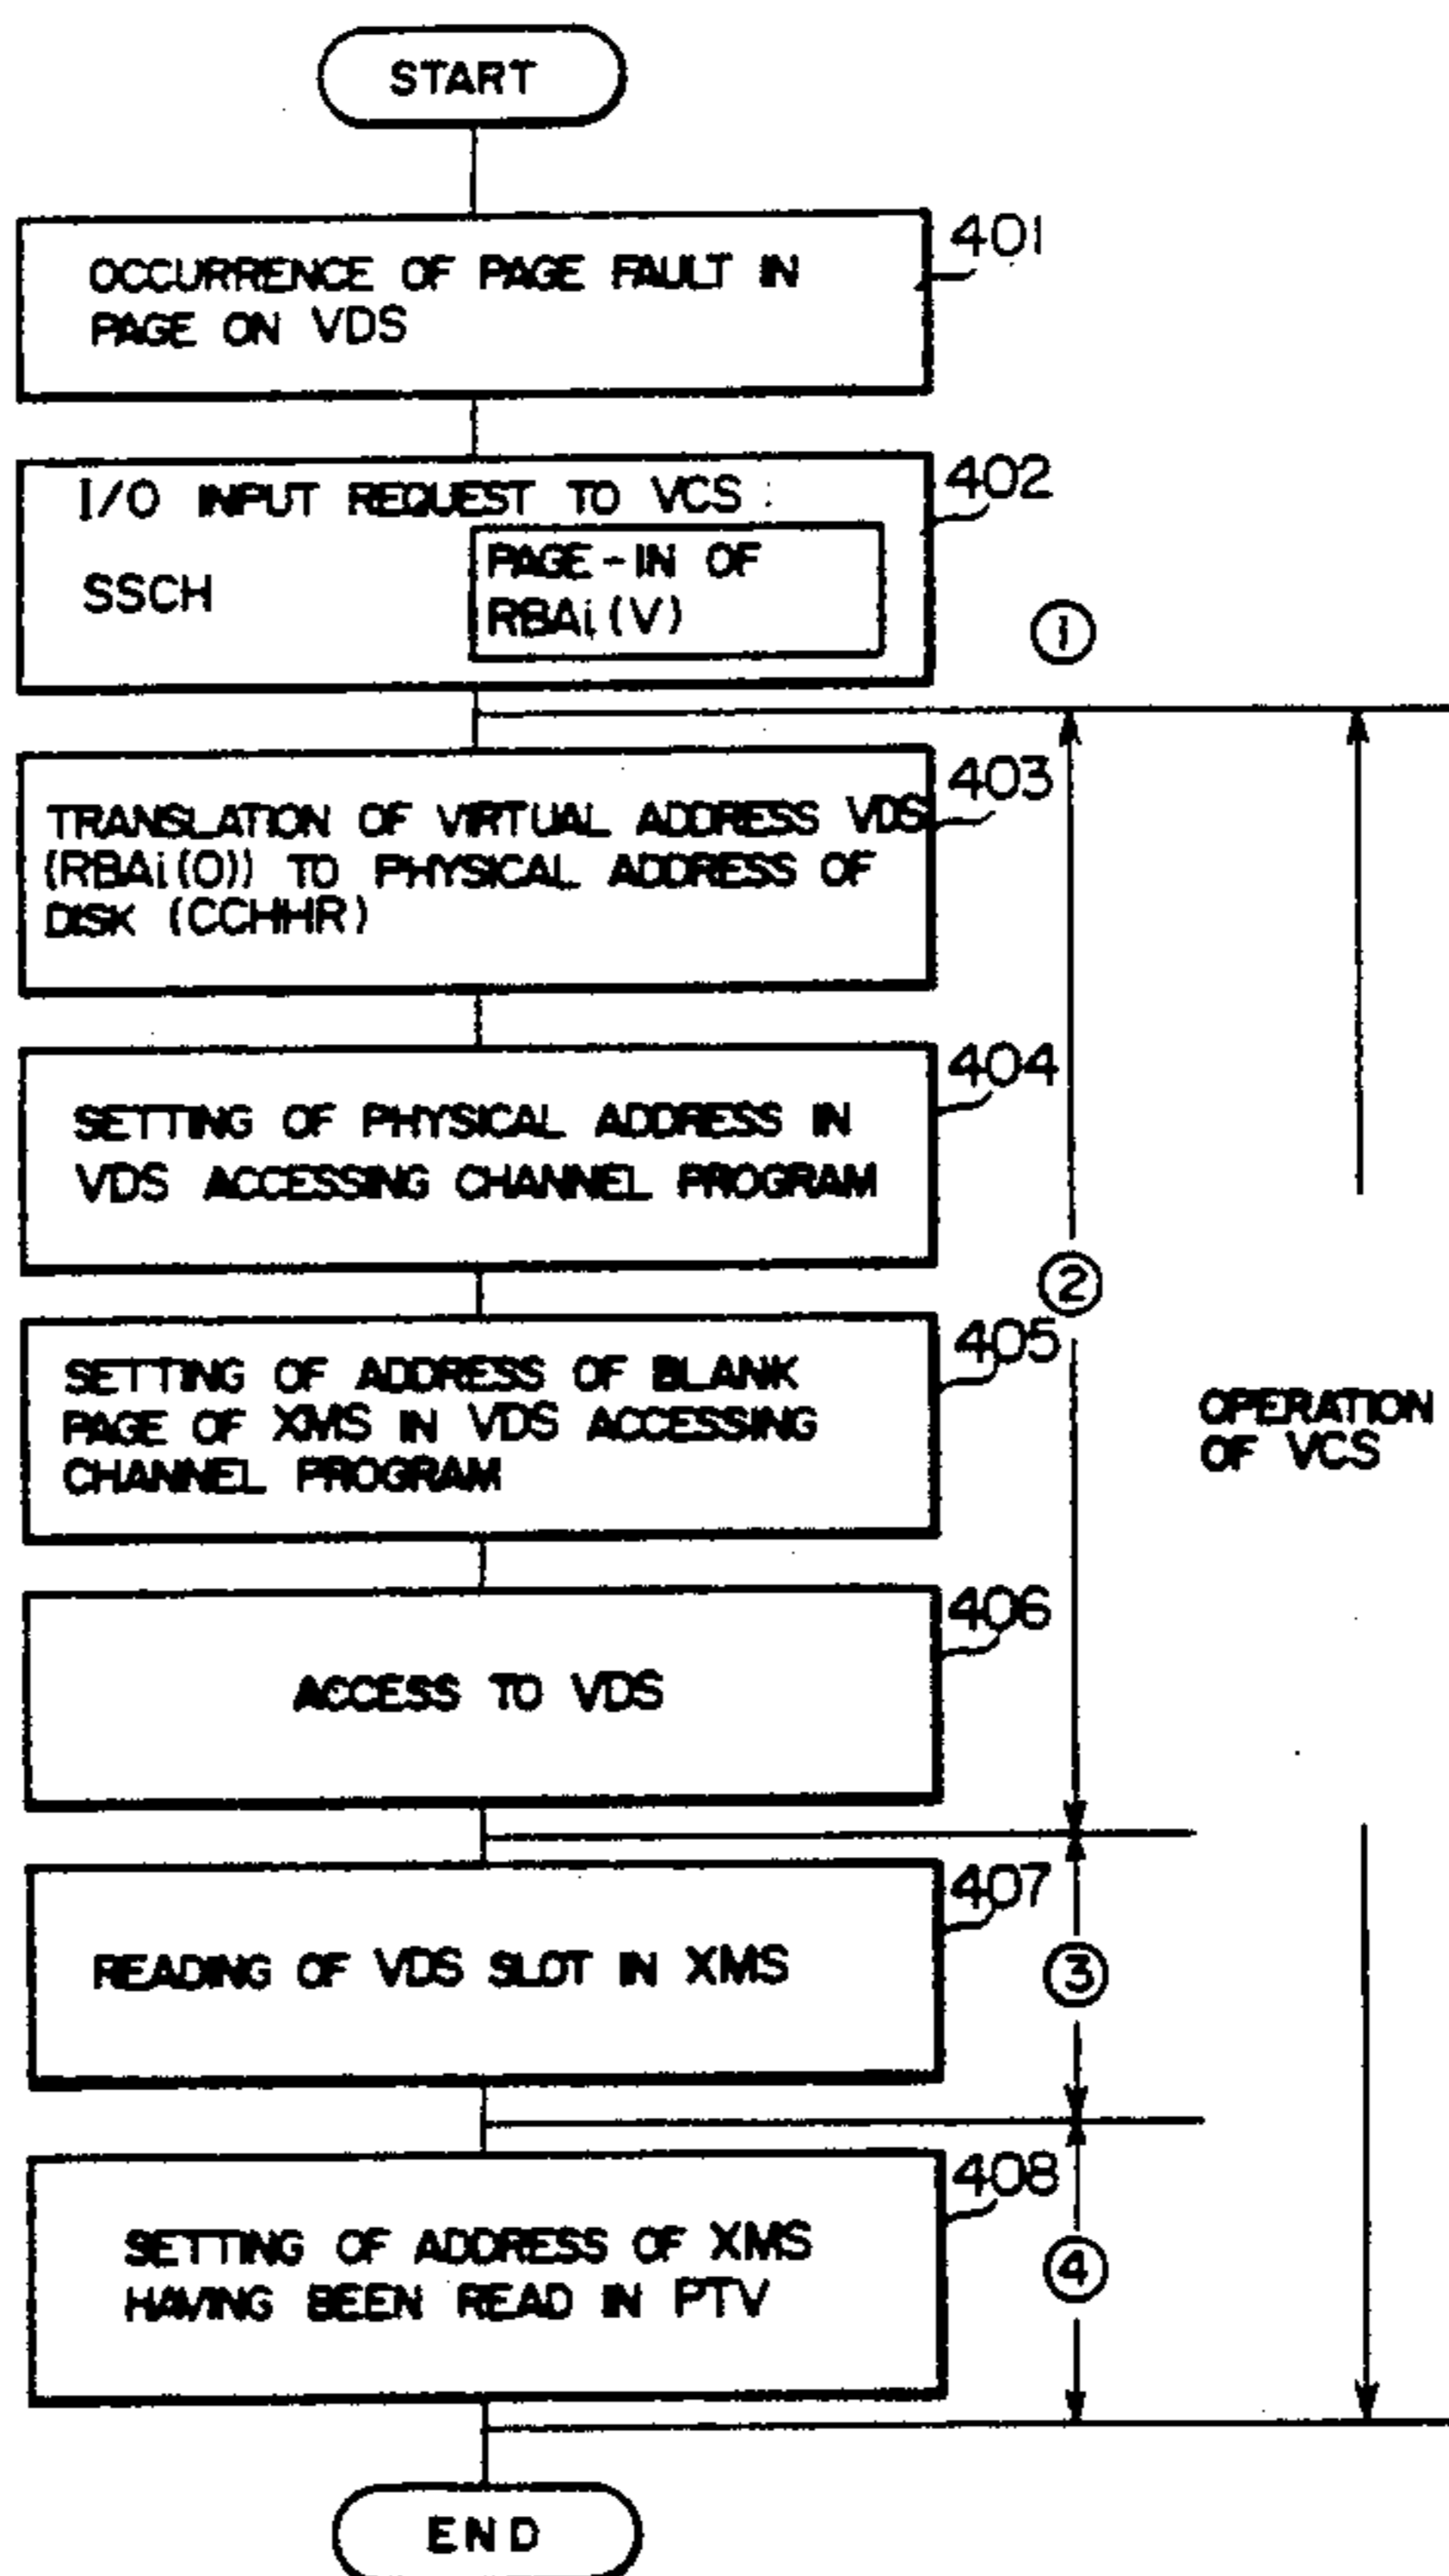 START
401
OCCURRENCE OF PAGE FAULT IN
PAGE ON VDS
402
I/O INPUT REQUEST TO VCS :
SSCH
PAGE-IN OF
RBAi(V)
①
403
TRANSLATION OF VIRTUAL ADDRESS VDS
(RBAi(0)) TO PHYSICAL ADDRESS OF
DISK (CCHHR)
404
SETTING OF PHYSICAL ADDRESS IN
VDS ACCESSING CHANNEL PROGRAM
②
405
SETTING OF ADDRESS OF BLANK
PAGE OF XMS IN VDS ACCESSING
CHANNEL PROGRAM
OPERATION
OF VCS
406
ACCESS TO VDS
407
READING OF VDS SLOT IN XMS
③
408
SETTING OF ADDRESS OF XMS
HAVING BEEN READ IN PTV
④
END